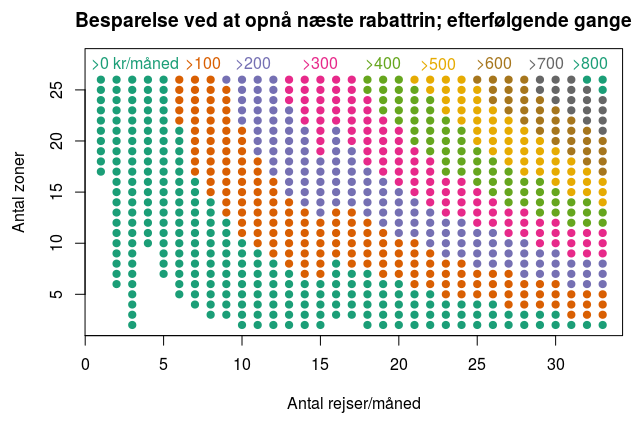 Besparelse ved at opnå næste rabattrin; efterfølgende gange
>0 kr/måned >100 >200 >300 >400 >500 >600 >700 >800
25
20
15
10
5
Antal zoner
0 5 10 15 20 25 30
Antal rejser/måned